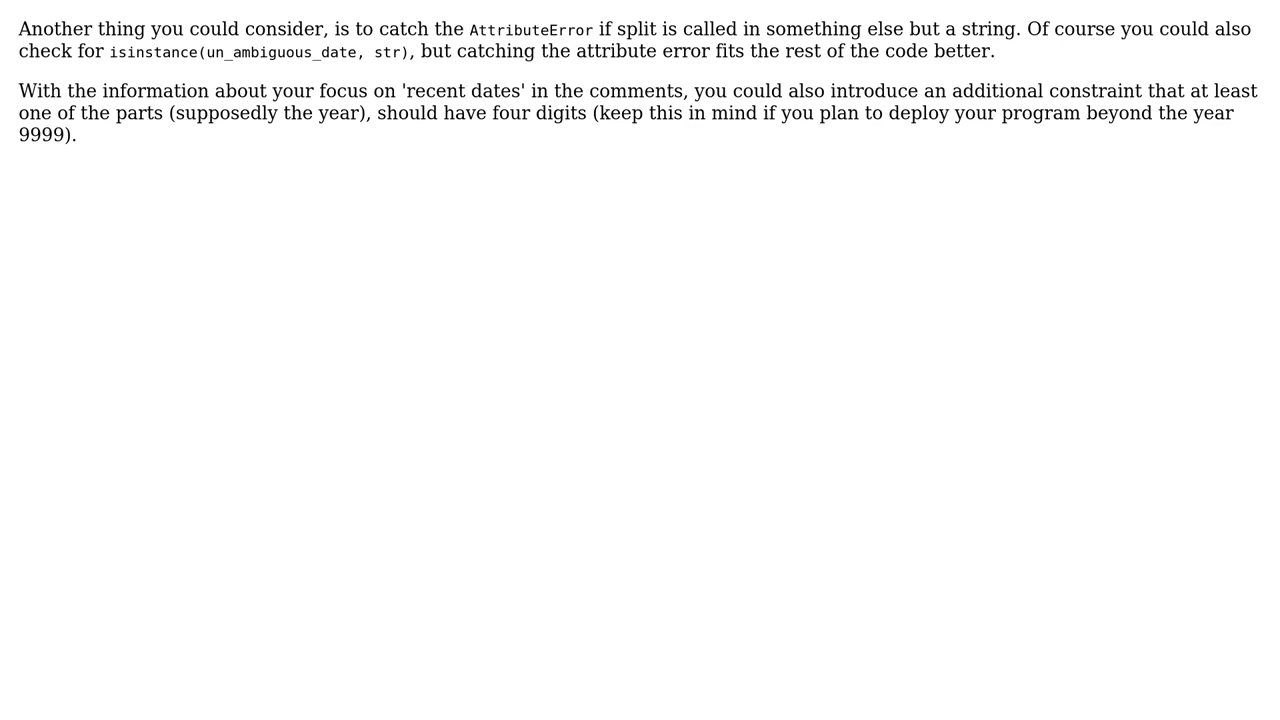 Another thing you could consider, is to catch the AttributeError if split is called in something else but a string. Of course you could also
check for isinstance(un_ambiguous_date, str), but catching the attribute error fits the rest of the code better.
With the information about your focus on 'recent dates' in the comments, you could also introduce an additional constraint that at least
one of the parts (supposedly the year), should have four digits (keep this in mind if you plan to deploy your program beyond the year
9999).